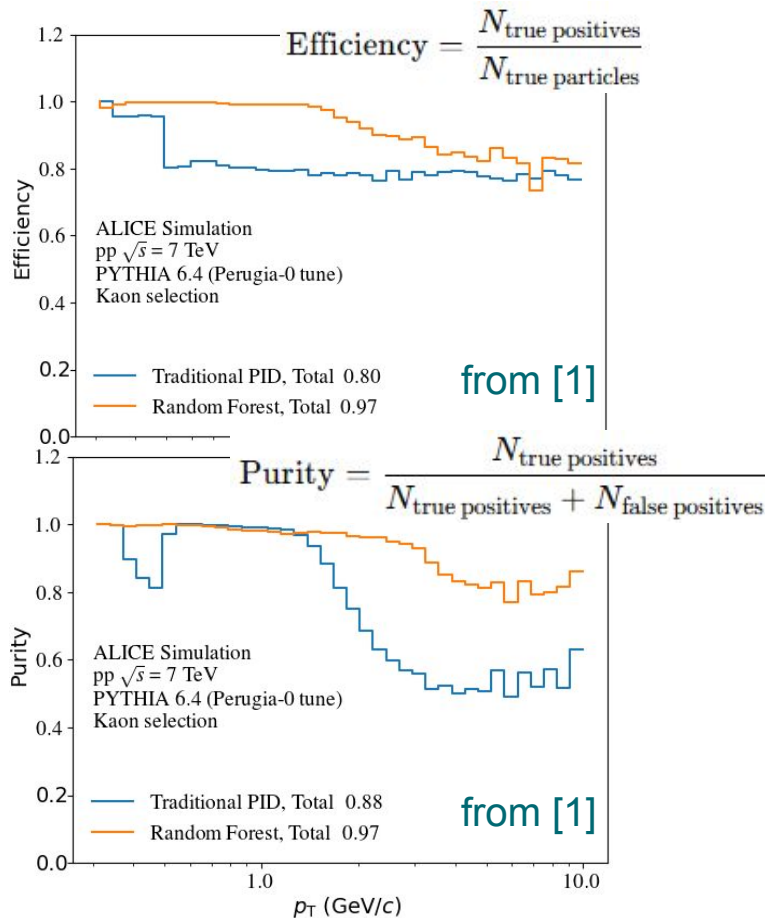 Efficiency = N_true positives / N_true particles
1.2
1.0
0.8
0.6
0.4
0.2
0.0
Efficiency
ALICE Simulation
pp √s = 7 TeV
PYTHIA 6.4 (Perugia-0 tune)
Kaon selection
Traditional PID, Total 0.80
Random Forest, Total 0.97
from [1]
Purity = N_true positives / N_true positives + N_false positives
1.2
1.0
0.8
0.6
0.4
0.2
0.0
Purity
ALICE Simulation
pp √s = 7 TeV
PYTHIA 6.4 (Perugia-0 tune)
Kaon selection
Traditional PID, Total 0.88
Random Forest, Total 0.97
from [1]
1.0 10.0
p_T (GeV/c)